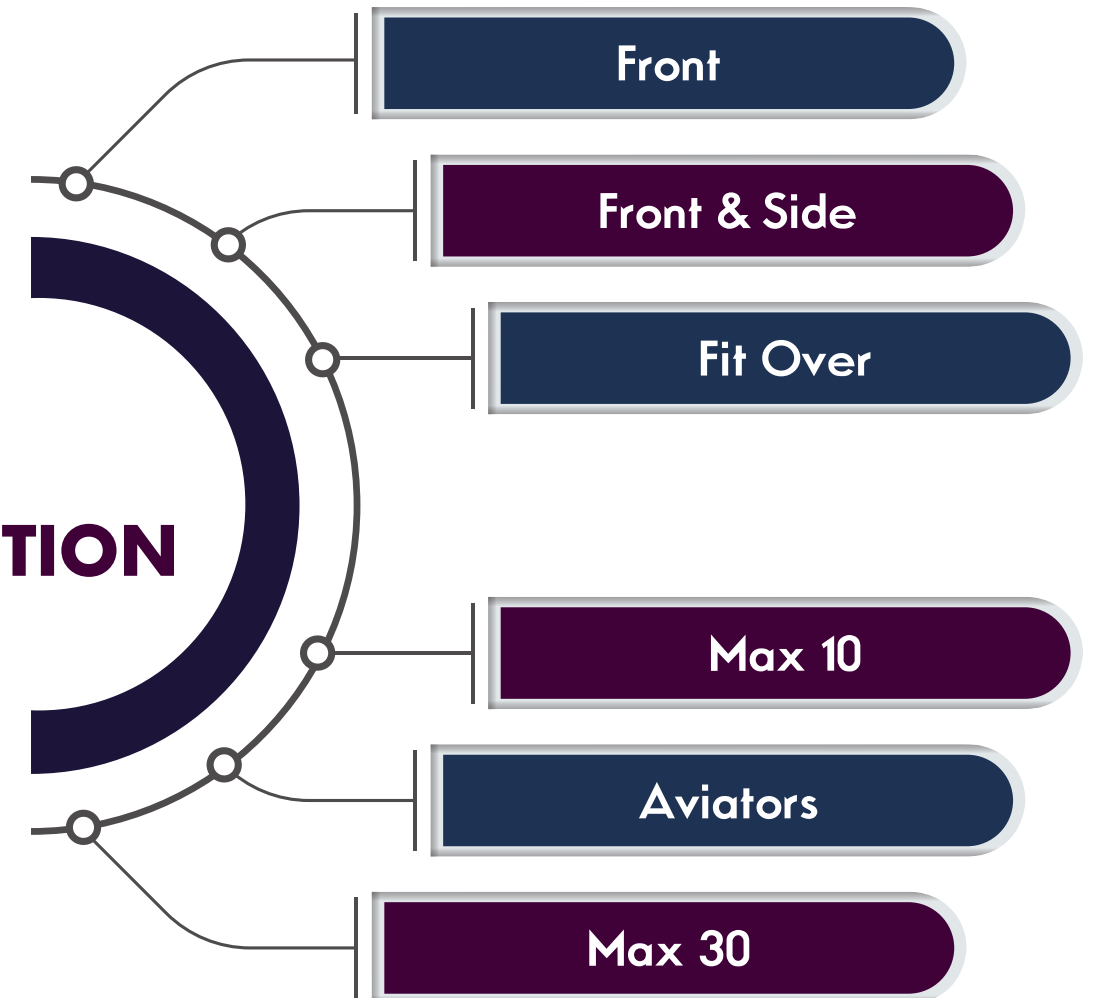 Front
Front & Side
Fit Over
TION
Max 10
Aviators
Max 30